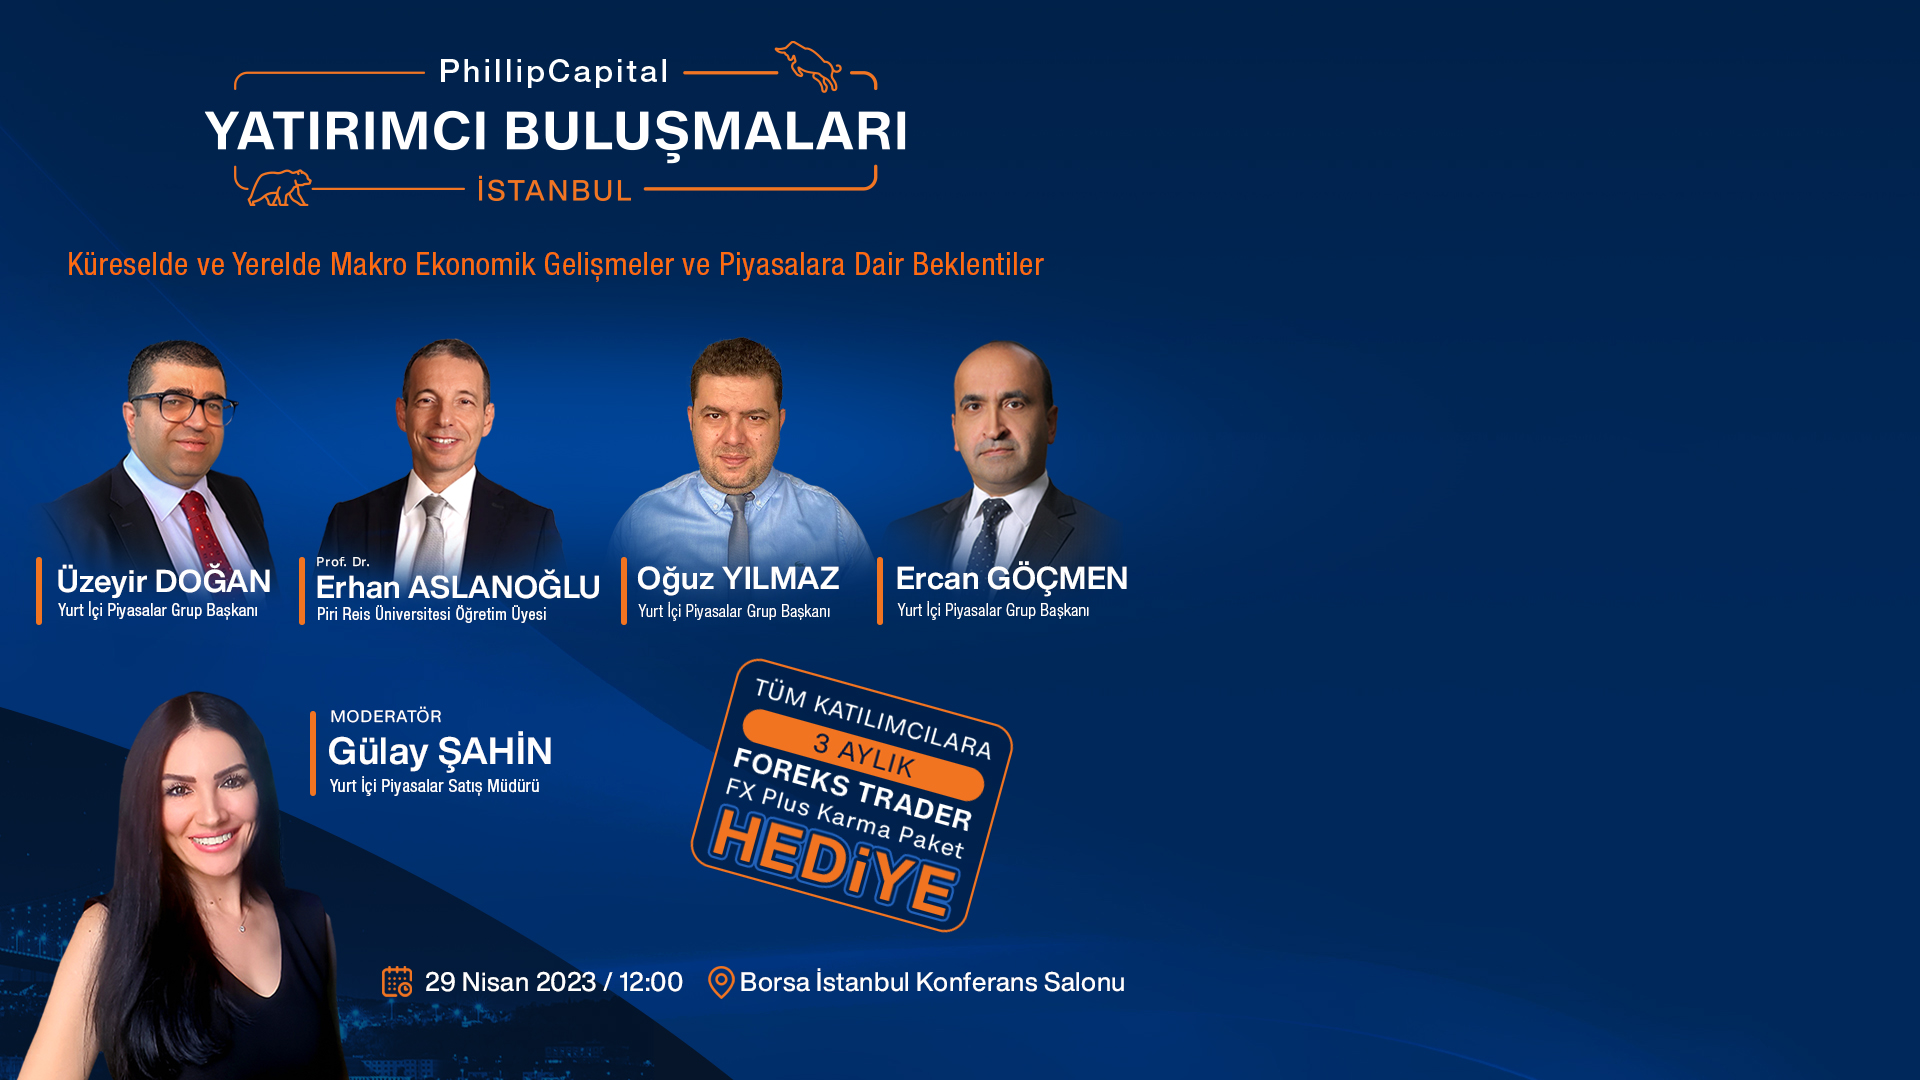 PhillipCapital
YATIRIMCI BULUŞMALARI
İSTANBUL
Küreselde ve Yerelde Makro Ekonomik Gelişmeler ve Piyasalara Dair Beklentiler
Üzeyir DOĞAN
Yurt İçi Piyasalar Grup Başkanı
Prof. Dr.
Erhan ASLANOĞLU
Piri Reis Üniversitesi Öğretim Üyesi
Oğuz YILMAZ
Yurt İçi Piyasalar Grup Başkanı
Ercan GÖÇMEN
Yurt İçi Piyasalar Grup Başkanı
MODERATÖR
Gülay ŞAHİN
Yurt İçi Piyasalar Satış Müdürü
TÜM KATILIMCILARA
3 AYLIK
FOREKS TRADER
FX Plus Karma Paket
HEDİYE
29 Nisan 2023 / 12:00
Borsa İstanbul Konferans Salonu